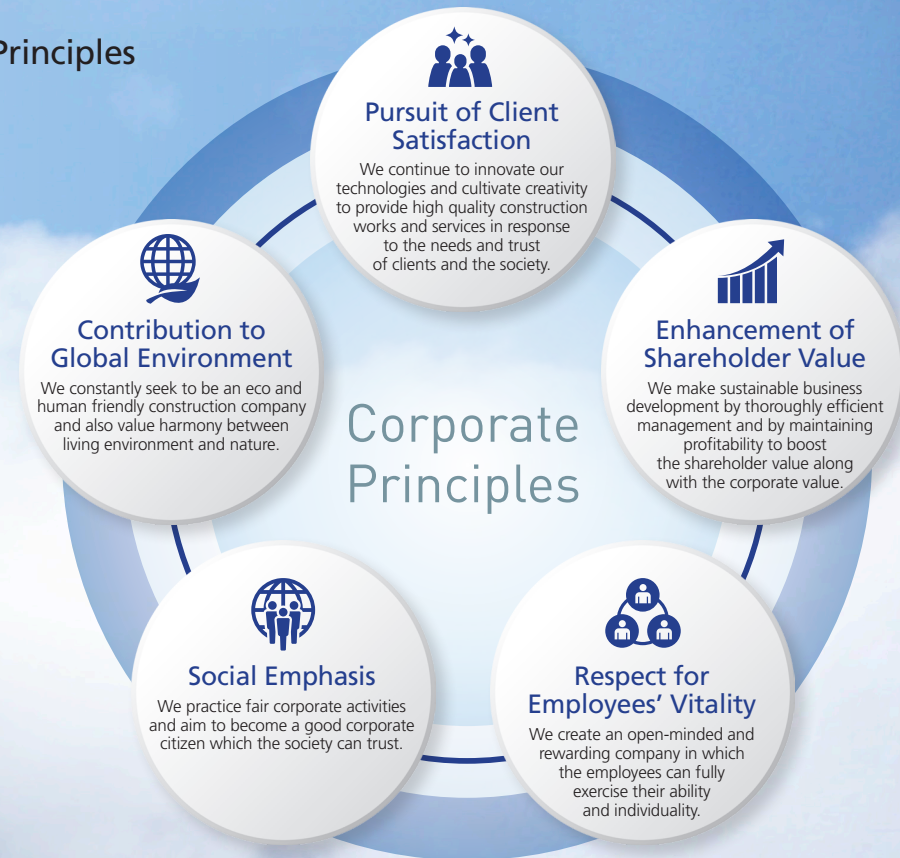 Principles
Pursuit of Client
Satisfaction
We continue to innovate our
technologies and cultivate creativity
to provide high quality construction
works and services in response
to the needs and trust
of clients and the society.
Contribution to
Global Environment
We constantly seek to be an eco and
human friendly construction company
and also value harmony between
living environment and nature.
Enhancement of
Shareholder Value
We make sustainable business
development by thoroughly efficient
management and by maintaining
profitability to boost
the shareholder value along
with the corporate value.
Corporate
Principles
Social Emphasis
We practice fair corporate activities
and aim to become a good corporate
citizen which the society can trust.
Respect for
Employees’ Vitality
We create an open-minded and
rewarding company in which
the employees can fully
exercise their ability
and individuality.